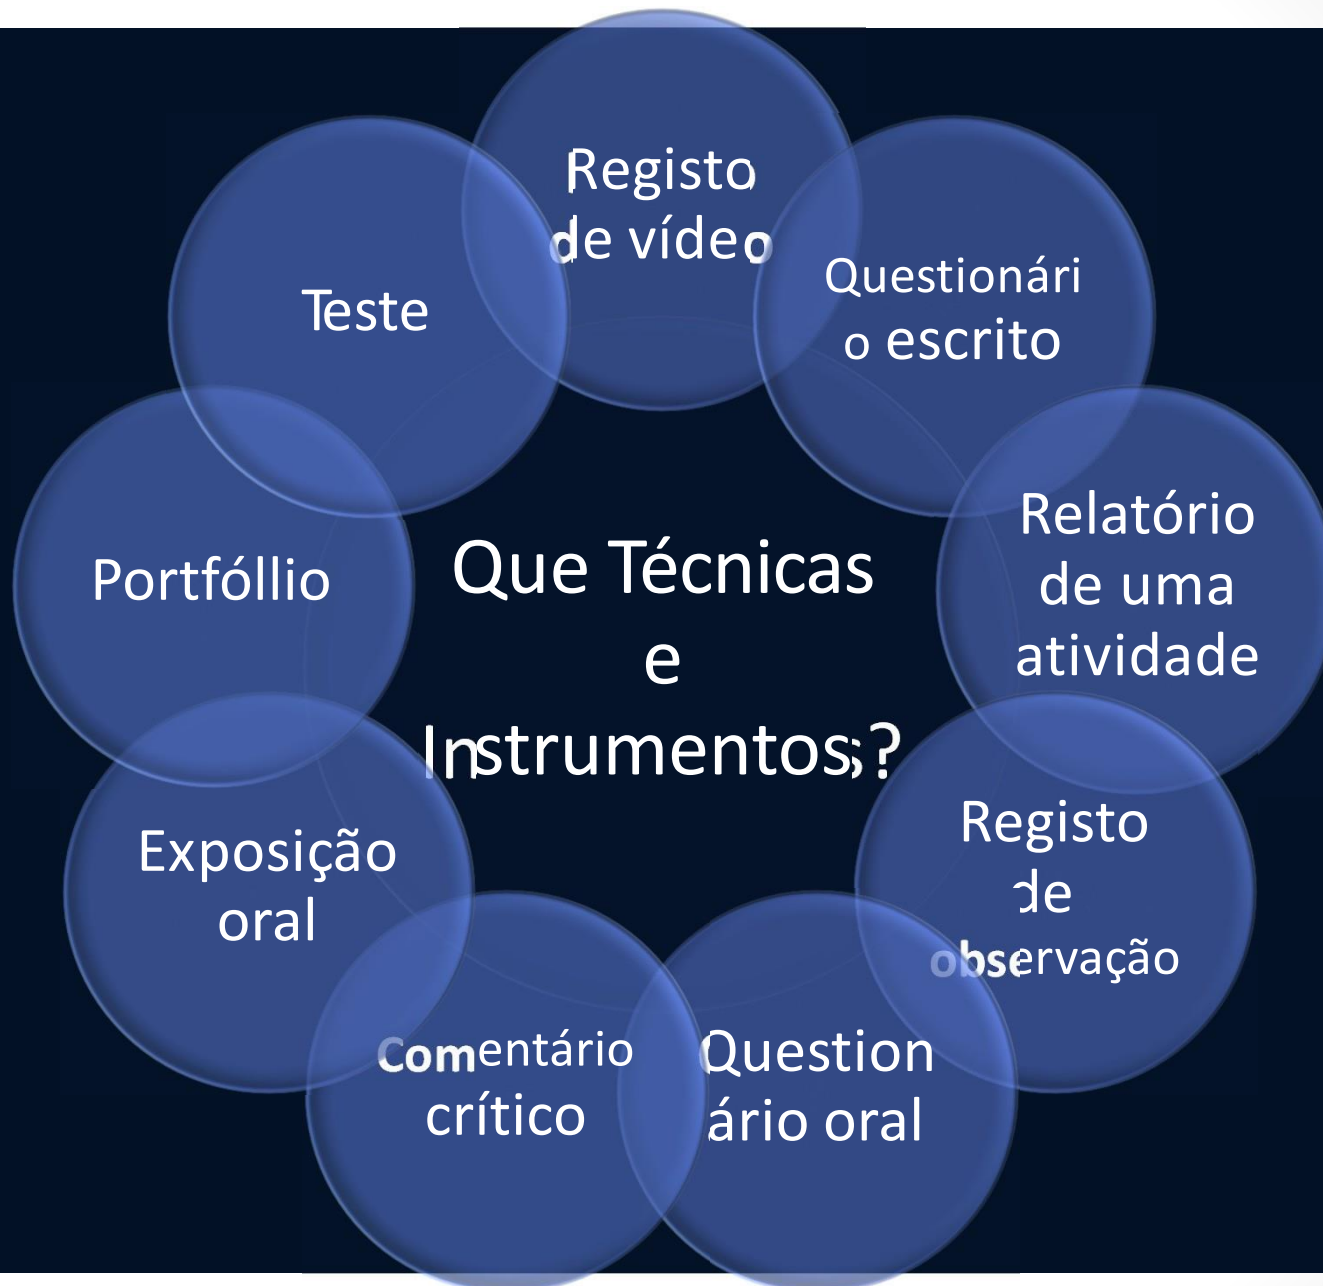 Registo
de vídeo
Questionári
o escrito
Relatório
de uma
atividade
Registo
de
observação
Question
ário oral
Comentário
crítico
Exposição
oral
Portfóllio
Teste
Que Técnicas
e
Instrumentos?